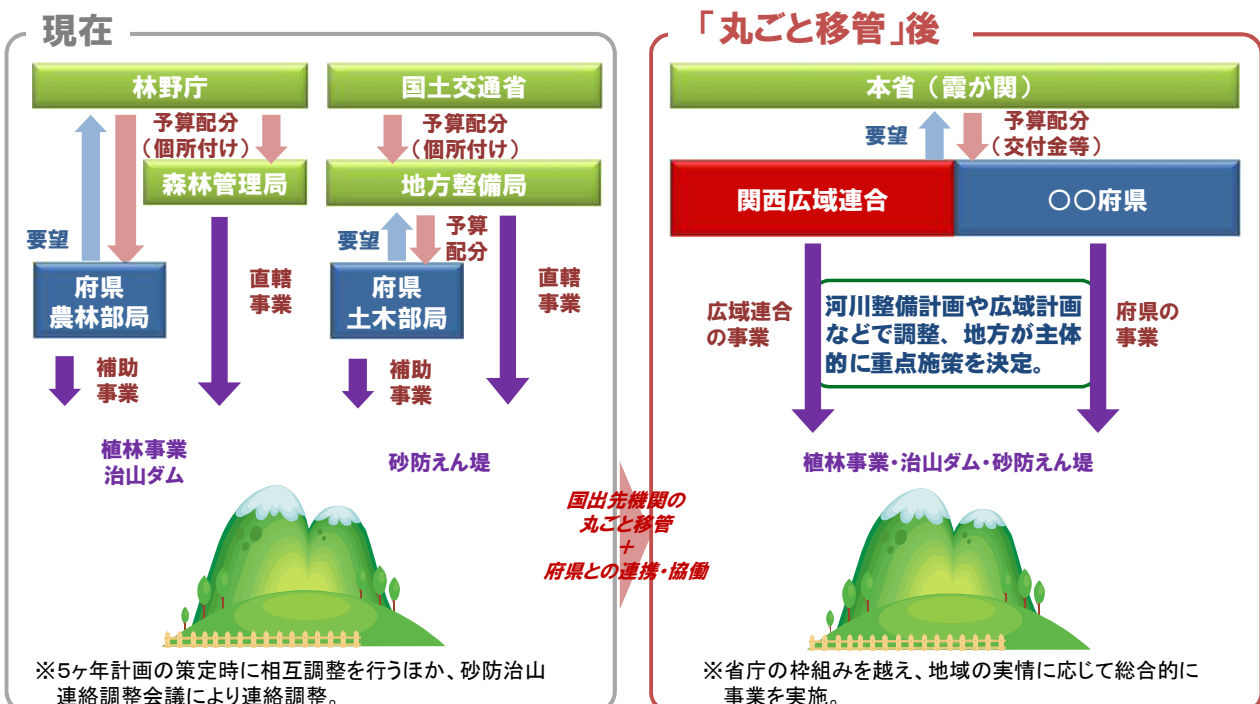 現在
林野庁
国土交通省
予算配分
(個所付け)
予算配分
(個所付け)
森林管理局
地方整備局
要望
要望
予算
配分
府県
農林部局
直轄
事業
府県
土木部局
直轄
事業
補助
事業
補助
事業
植林事業
治山ダム
砂防えん堤
※5ヶ年計画の策定時に相互調整を行うほか、砂防治山
連絡調整会議により連絡調整。
国出先機関の
丸ごと移管
+
府県との連携・協働
「丸ごと移管」後
本省(霞が関)
要望
予算配分
(交付金等)
関西広域連合
○○府県
広域連合
の事業
河川整備計画や広域計画
などで調整、地方が主体
的に重点施策を決定。
府県の
事業
植林事業・治山ダム・砂防えん堤
※省庁の枠組みを越え、地域の実情に応じて総合的に
事業を実施。